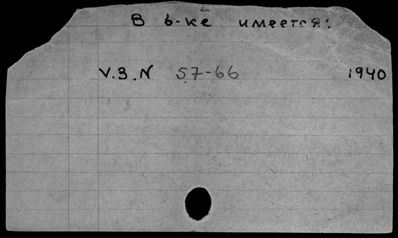 В б-ке имеется:
V.3.N 57-66 1940